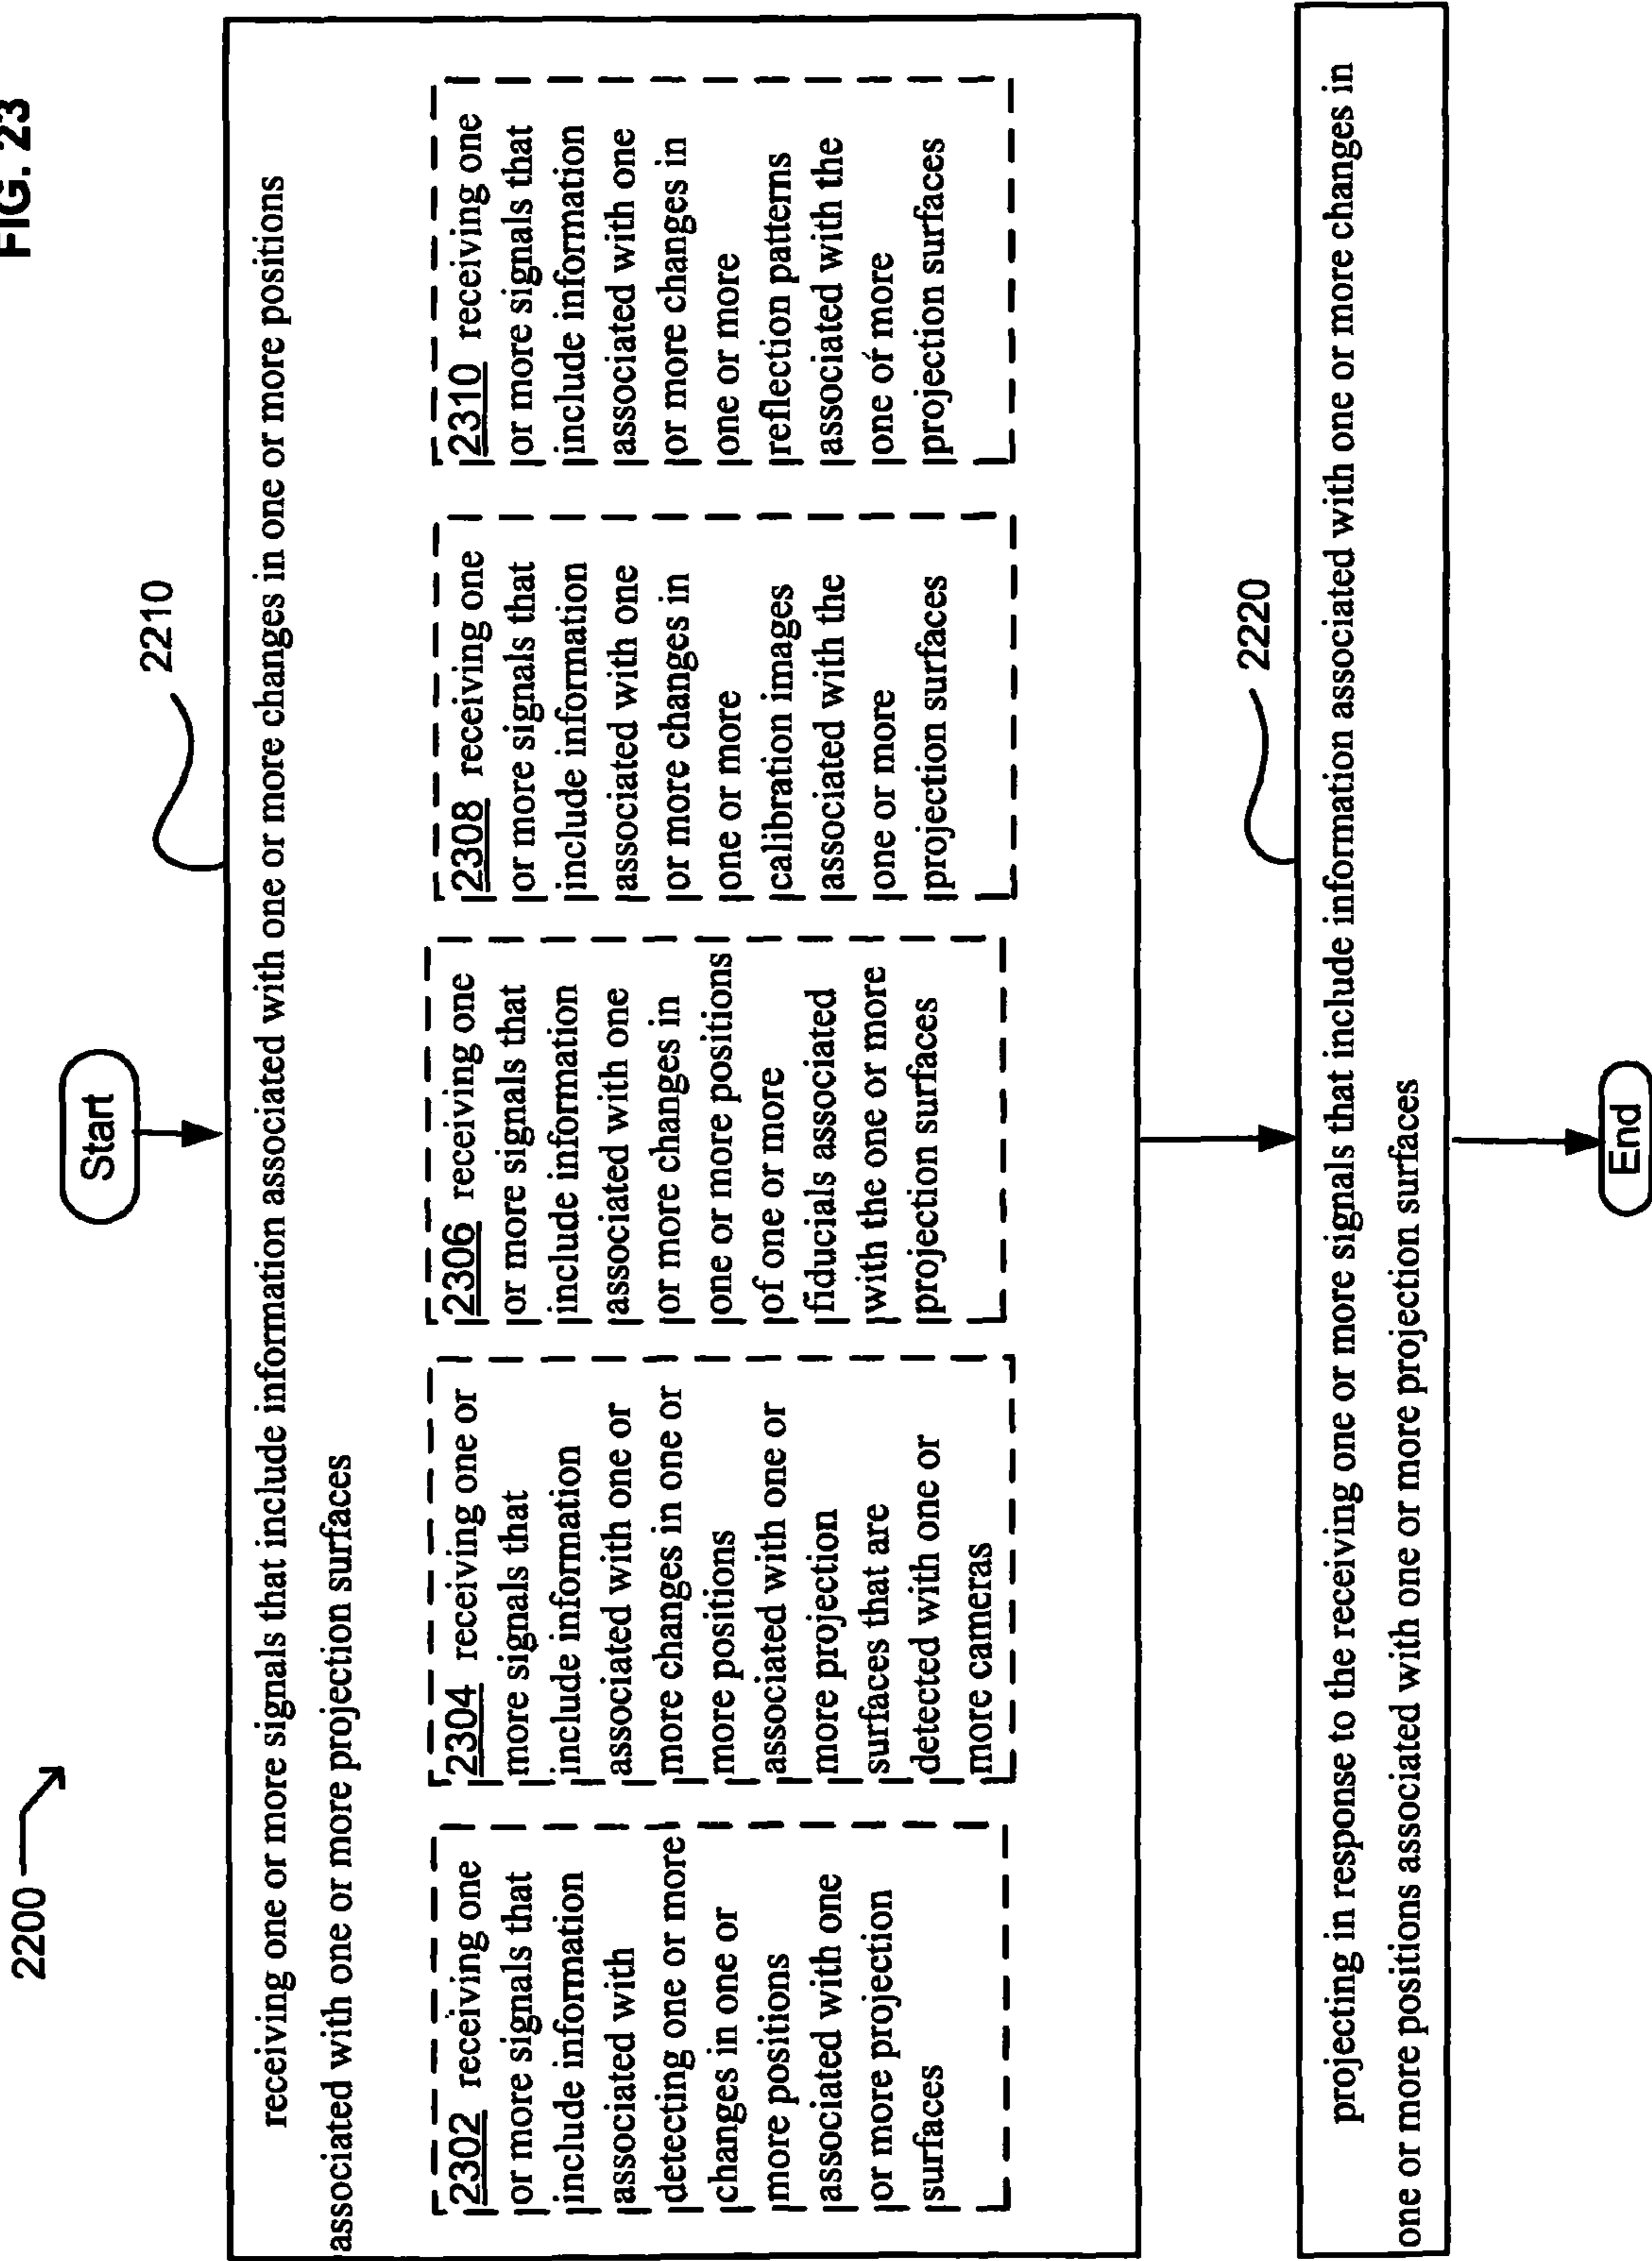 FIG. 23
2200
Start
2210
receiving one or more signals that include information associated with one or more changes in one or more positions
associated with one or more projection surfaces
2302 receiving one
or more signals that
include information
associated with
detecting one or more
changes in one or
more positions
associated with one
or more projection
surfaces
2304 receiving one or
more signals that
include information
associated with one or
more changes in one or
more positions
associated with one or
more projection
surfaces that are
detected with one or
more cameras
2306 receiving one
or more signals that
include information
associated with one
or more changes in
one or more positions
of one or more
fiducials associated
with the one or more
projection surfaces
2308 receiving one
or more signals that
include information
associated with one
or more changes in
one or more
calibration images
associated with the
one or more
projection surfaces
2310 receiving one
or more signals that
include information
associated with one
or more changes in
one or more
reflection patterns
associated with the
one or more
projection surfaces
2220
projecting in response to the receiving one or more signals that include information associated with one or more changes in
one or more positions associated with one or more projection surfaces
End